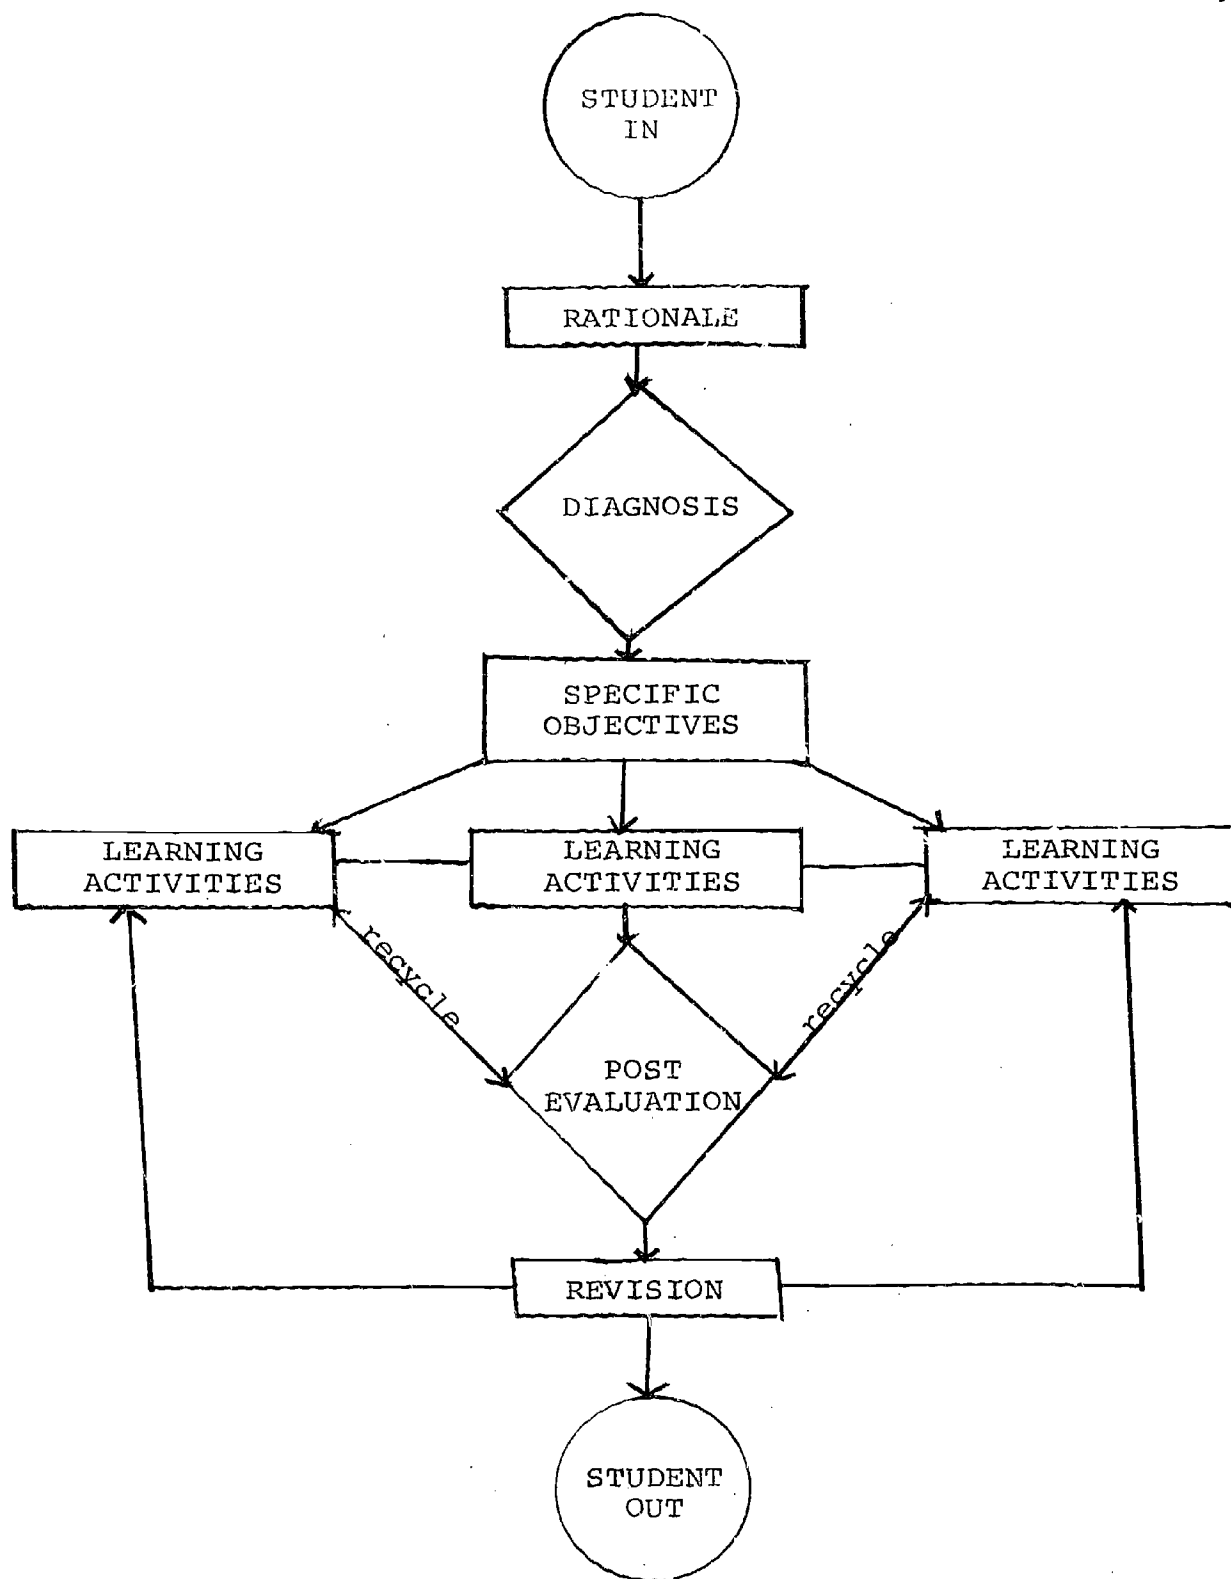 STUDENT
IN
RATIONALE
DIAGNOSIS
SPECIFIC
OBJECTIVES
LEARNING
ACTIVITIES
LEARNING
ACTIVITIES
LEARNING
ACTIVITIES
recycle
recycle
POST
EVALUATION
REVISION
STUDENT
OUT